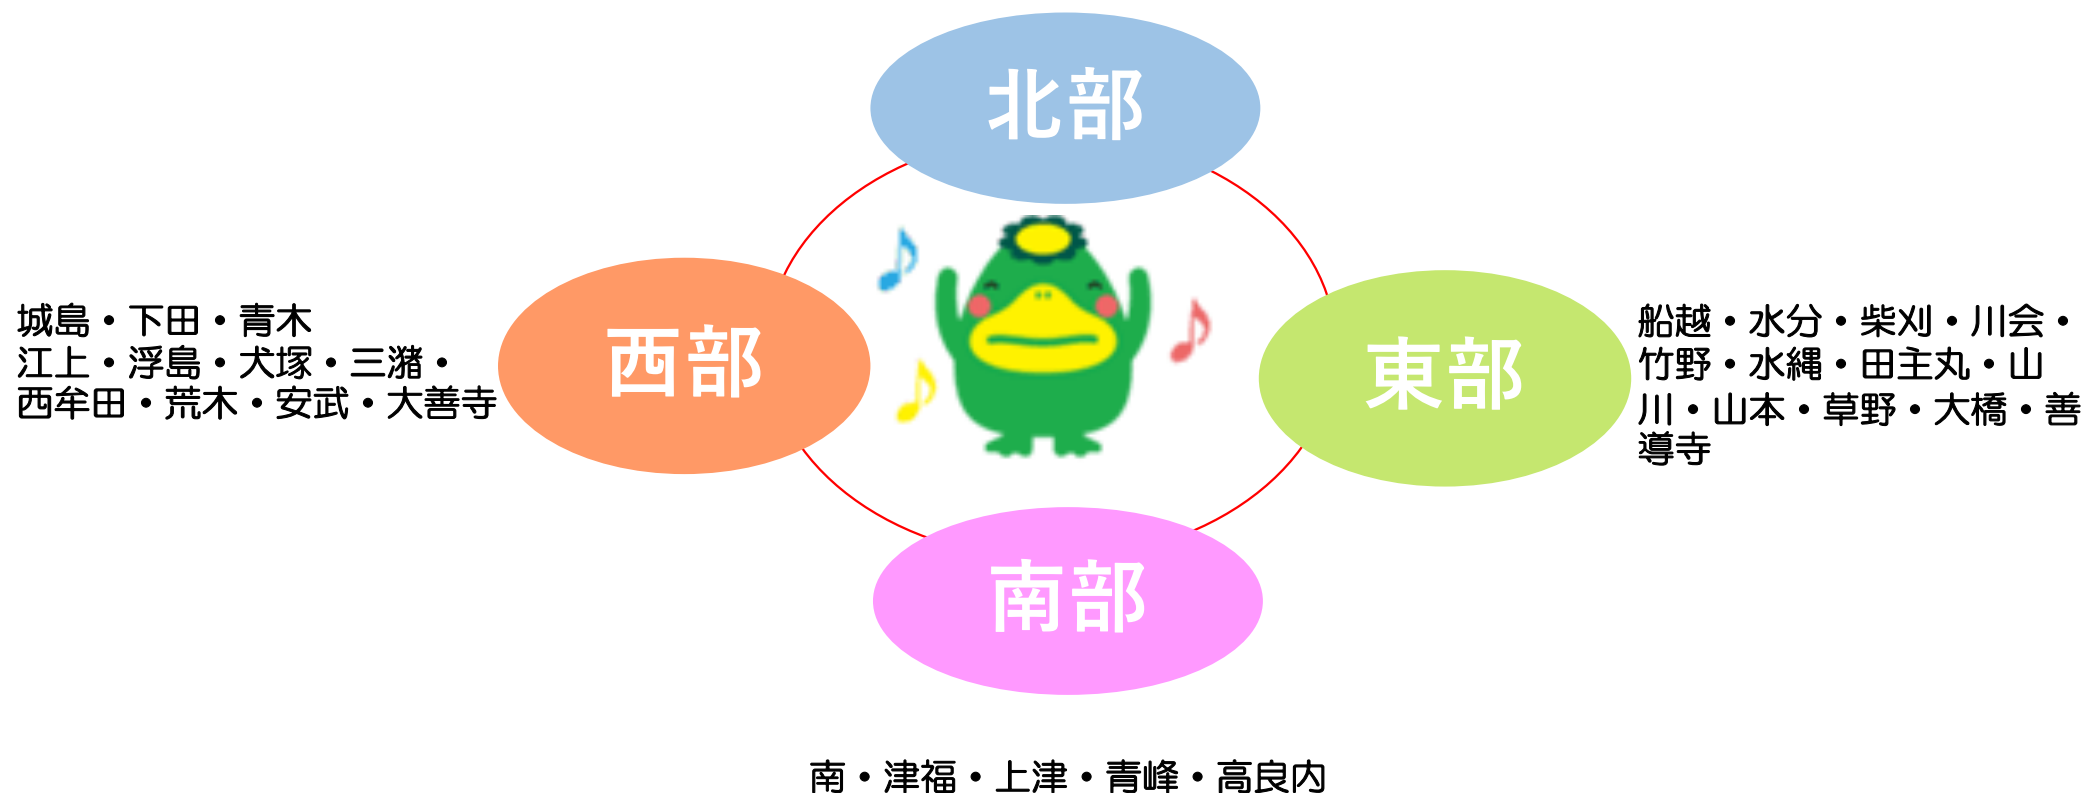 北部
城島・下田・青木
江上・浮島・犬塚・三潴・
西牟田・荒木・安武・大善寺
西部
東部
船越・水分・柴刈・川会・
竹野・水縄・田主丸・山
川・山本・草野・大橋・善
導寺
南部
南・津福・上津・青峰・高良内